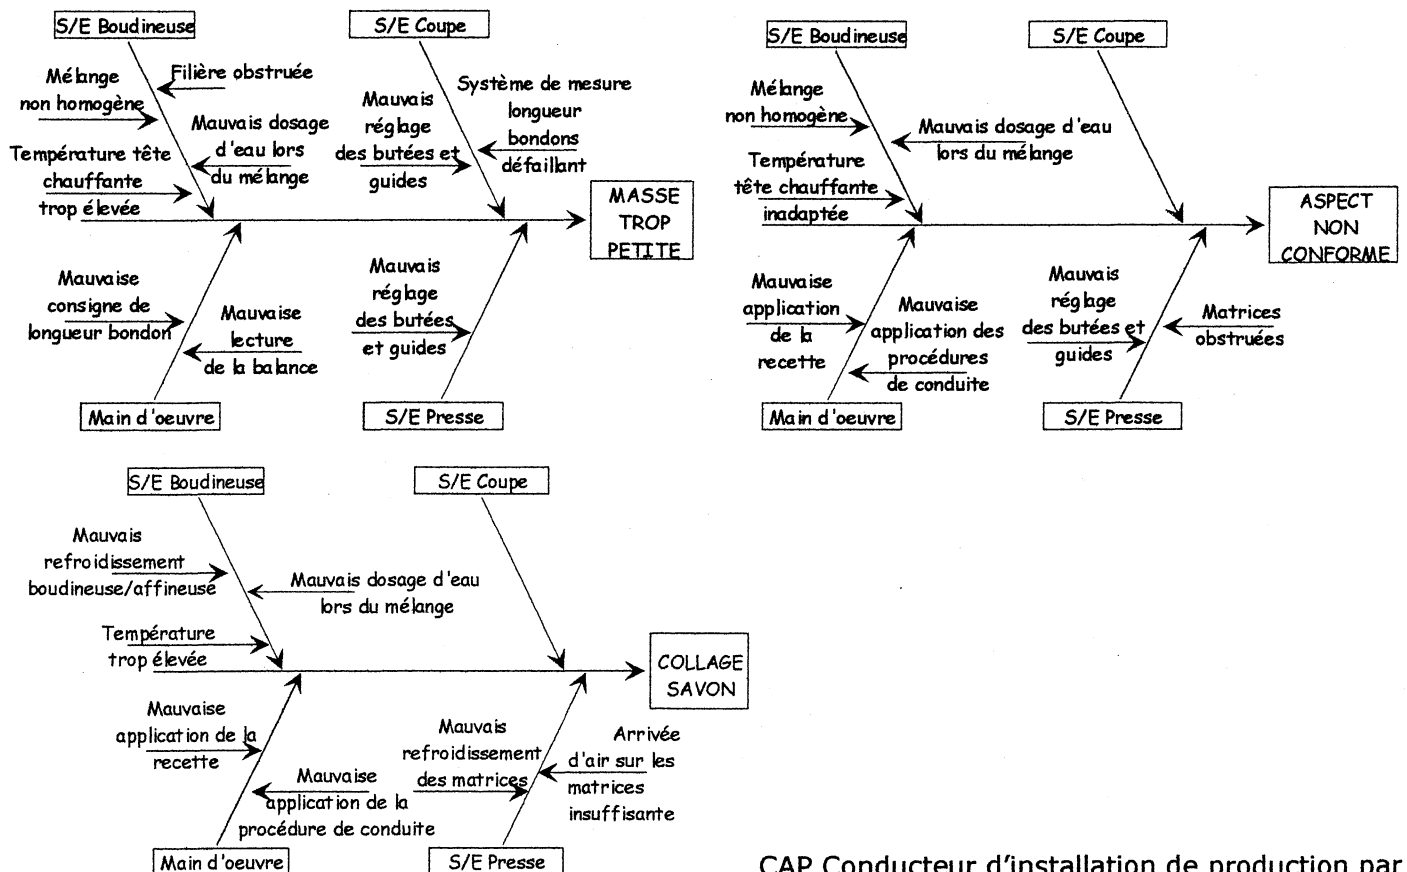 S/E Boudineuse
S/E Coupe
Mélange
non homogène
Filière obstruée
Mauvais dosage
d'eau lors
du mélange
Température tête
chauffante
trop élevée
Mauvais
réglage
des butées et
guides
Système de mesure
longueur
bondons
défaillant
MASSE
TROP
PETITE
Mauvaise
consigne de
longueur bondon
Mauvaise
lecture
de la balance
Mauvais
réglage
des butées
et guides
Main d'oeuvre
S/E Presse
S/E Boudineuse
S/E Coupe
Mélange
non homogène
Mauvais dosage d'eau
lors du mélange
Température
tête chauffante
inadaptée
ASPECT
NON
CONFORME
Mauvaise
application
de la
recette
Mauvaise
application des
procédures
de conduite
Mauvais
réglage
des butées et
guides
Matrices
obstruées
Main d'oeuvre
S/E Presse
S/E Boudineuse
S/E Coupe
Mauvais
refroidissement
boudineuse/affineuse
Mauvais dosage d'eau
lors du mélange
Température
trop élevée
COLLAGE
SAVON
Mauvaise
application de la
recette
Mauvaise
application de la
procédure de conduite
Mauvais
refroidissement
des matrices
Arrivée
d'air sur les
matrices
insuffisante
Main d'oeuvre
S/E Presse
CAP Conducteur d'installation de production par